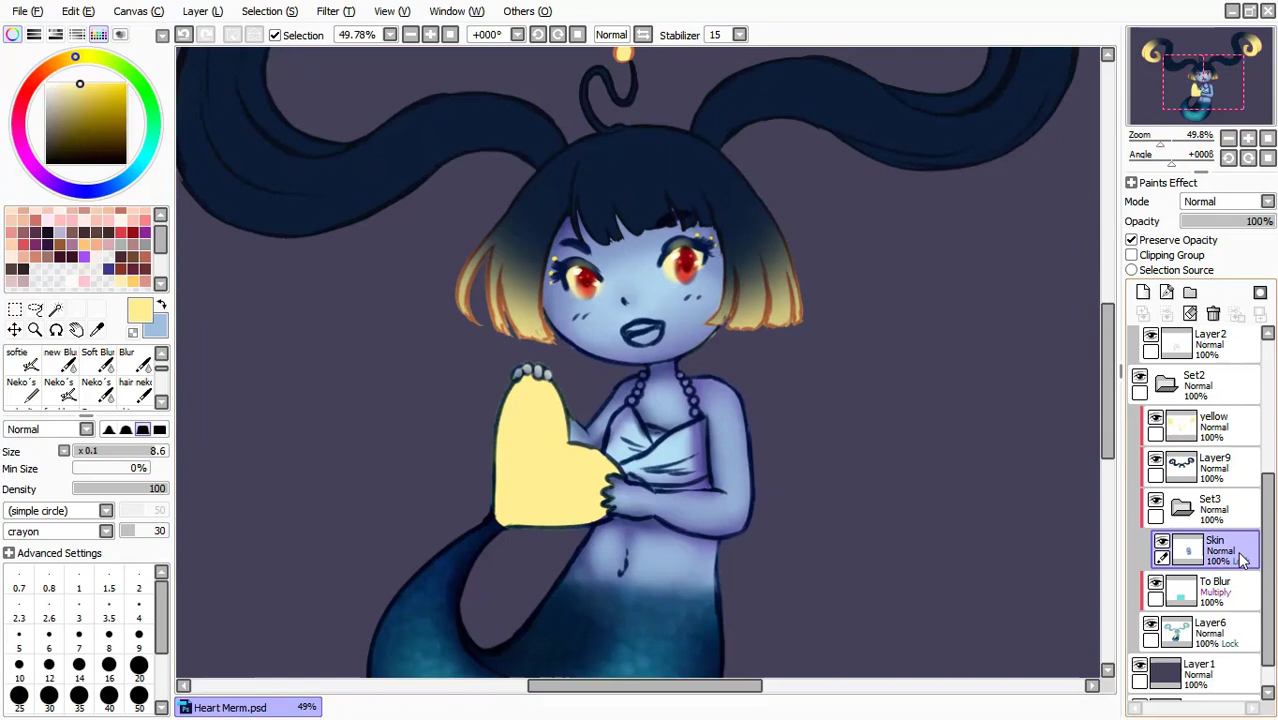 File (F) Edit (E) Canvas (C) Layer (L) Selection (S) Filter (T) View (V) Window (W) Others (O)
Selection 49.78% +000° Normal Stabilizer 15
Zoom 49.8%
Angle
Paints Effect
Mode Normal
Opacity 100%
Preserve Opacity
Clipping Group
Selection Source
Layer2
Normal
100%
Set2
Normal
100%
yellow
Normal
100%
Layer9
Normal
100%
Set3
Normal
100%
Skin
Normal
100%
To Blur
Multiply
100%
Layer6
Normal
100% Lock
Layer1
Normal
100%
softie new Blu Soft Blu Blur
Neko´s Neko´s Neko´s hair nek
Normal
Size x 0.1 8.6
Min Size 0%
Density 100
(simple circle) 50
crayon 30
Advanced Settings
0.7 0.8 1 1.5 2
2.3 2.6 3 3.5 4
5 6 7 8 9
10 12 14 16 20
25 30 35 40 50
Heart Merm.psd 49%